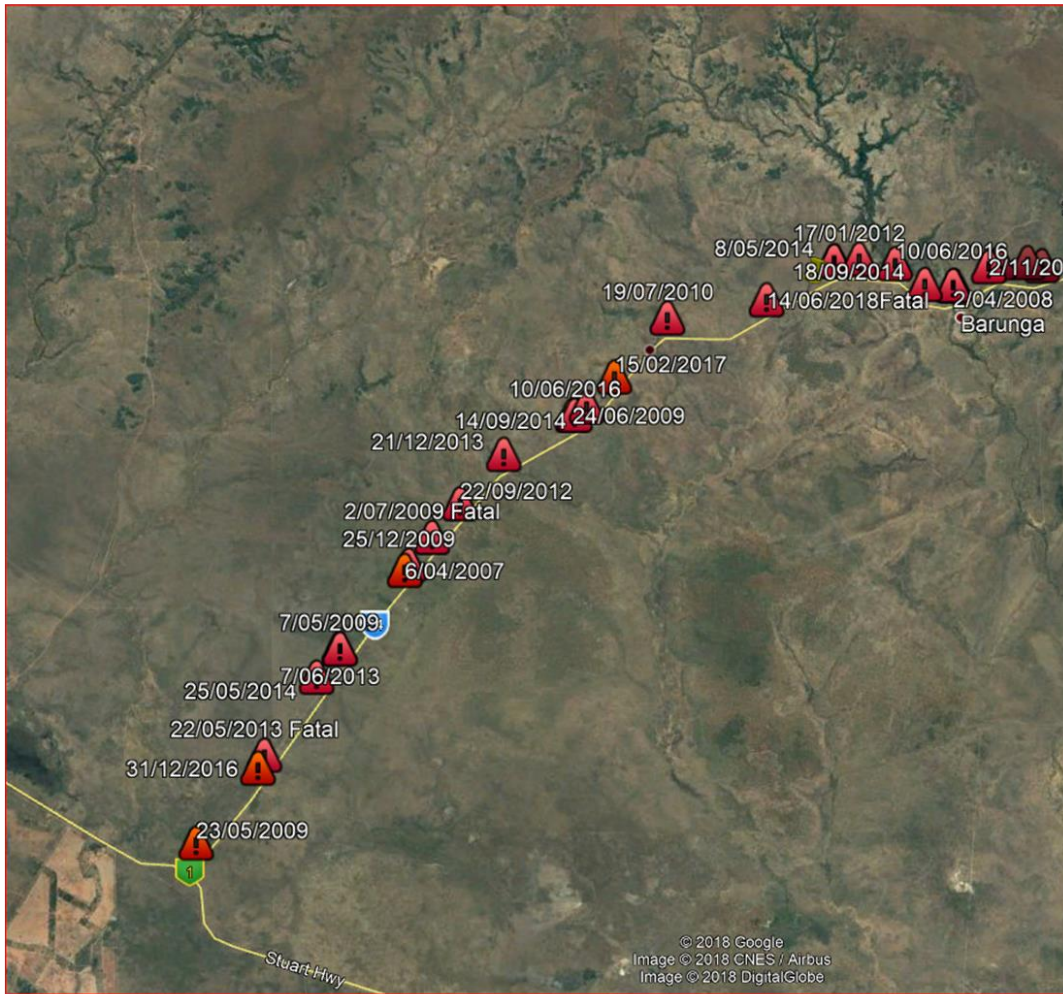 17/01/2012
8/05/2014
10/06/2016
2/11/20
18/09/2014
19/07/2010
14/06/2018Fatal
2/04/2008
Barunga
15/02/2017
10/06/2016
14/09/2014
24/06/2009
21/12/2013
22/09/2012
2/07/2009 Fatal
25/12/2009
6/04/2007
7/05/2009
7/06/2013
25/05/2014
22/05/2013 Fatal
31/12/2016
23/05/2009
1
Stuart Hwy
© 2018 Google
Image © 2018 CNES / Airbus
Image © 2018 DigitalGlobe